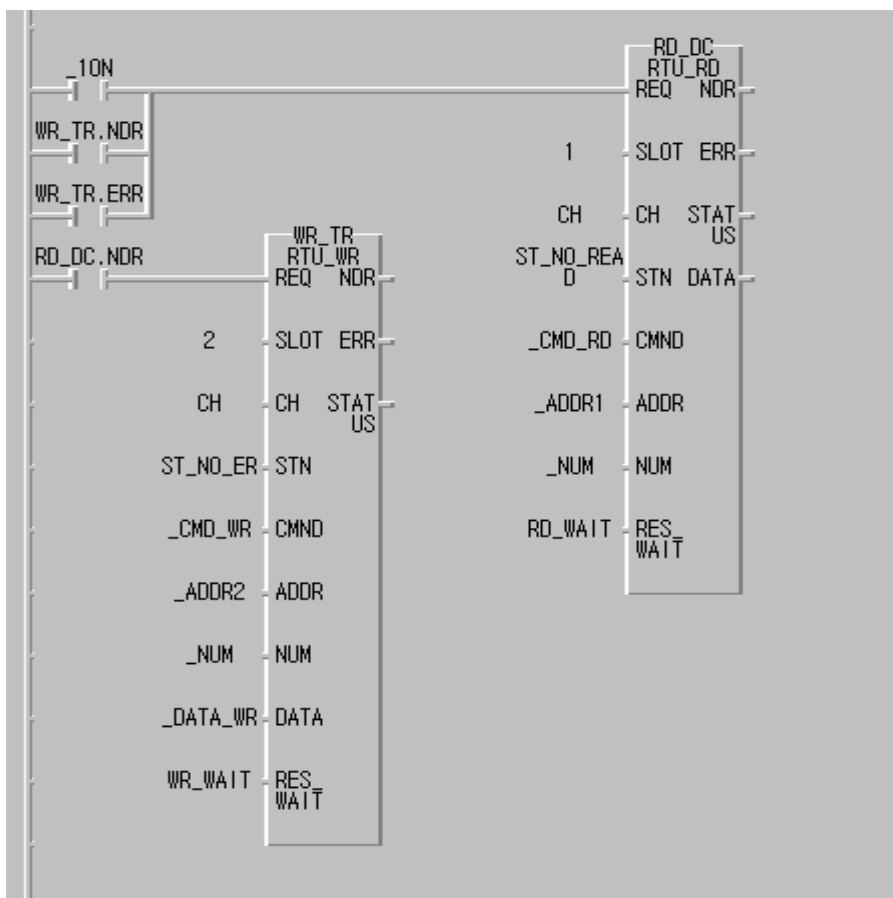 _1ON
WR_TR.NDR
WR_TR.ERR
RD_DC.NDR
WR_TR
RTU_WR
REQ NDR
2 SLOT ERR
CH CH STAT
US
ST_NO_ER STN
_CMD_WR CMND
_ADDR2 ADDR
_NUM NUM
_DATA_WR DATA
WR_WAIT RES_
WAIT
RD_DC
RTU_RD
REQ NDR
1 SLOT ERR
CH CH STAT
US
ST_NO_REA
D STN DATA
_CMD_RD CMND
_ADDR1 ADDR
_NUM NUM
RD_WAIT RES_
WAIT